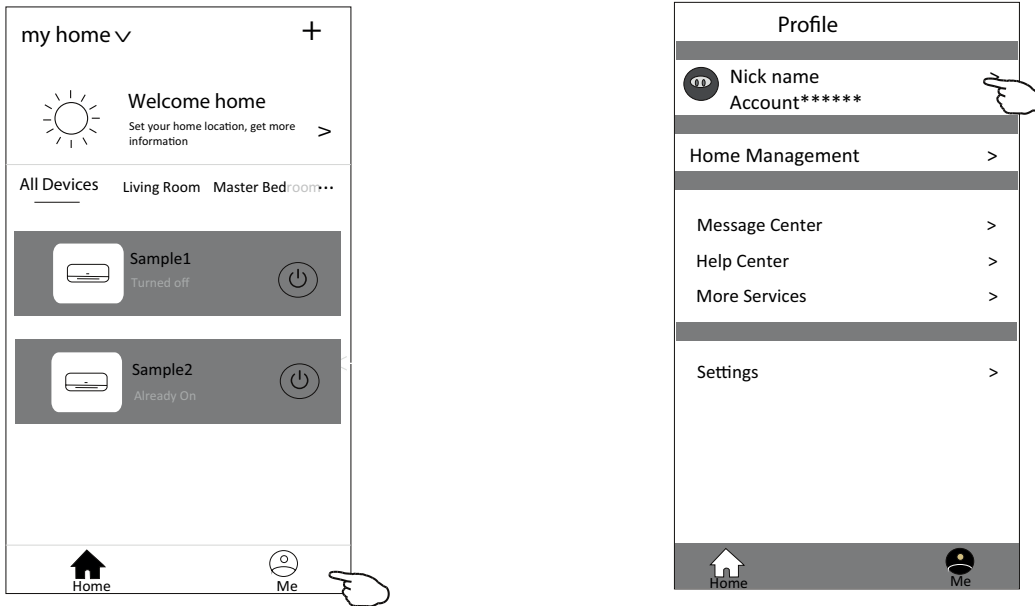 my home
+
Welcome home
Set your home location, get more
information
>
All Devices Living Room Master Bedroom...
Sample1
Turned off
Sample2
Already On
Home Me
Profile
Nick name
Account******
>
Home Management >
Message Center >
Help Center >
More Services >
Settings >
Home Me